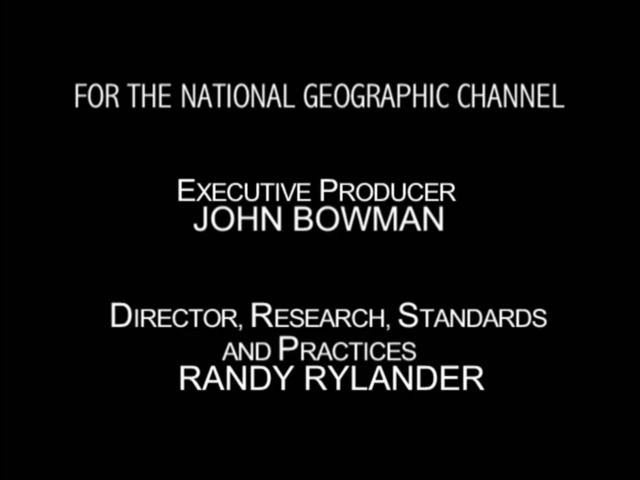 FOR THE NATIONAL GEOGRAPHIC CHANNEL
EXECUTIVE PRODUCER
JOHN BOWMAN
DIRECTOR, RESEARCH, STANDARDS
AND PRACTICES
RANDY RYLANDER